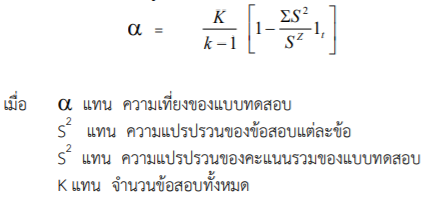 α = K / k – 1 [ 1 – ΣS² / S^Z 1ₜ ]
เมื่อ α แทน ความเที่ยงของแบบทดสอบ
S² แทน ความแปรปรวนของข้อสอบแต่ละข้อ
S² แทน ความแปรปรวนของคะแนนรวมของแบบทดสอบ
K แทน จำนวนข้อสอบทั้งหมด